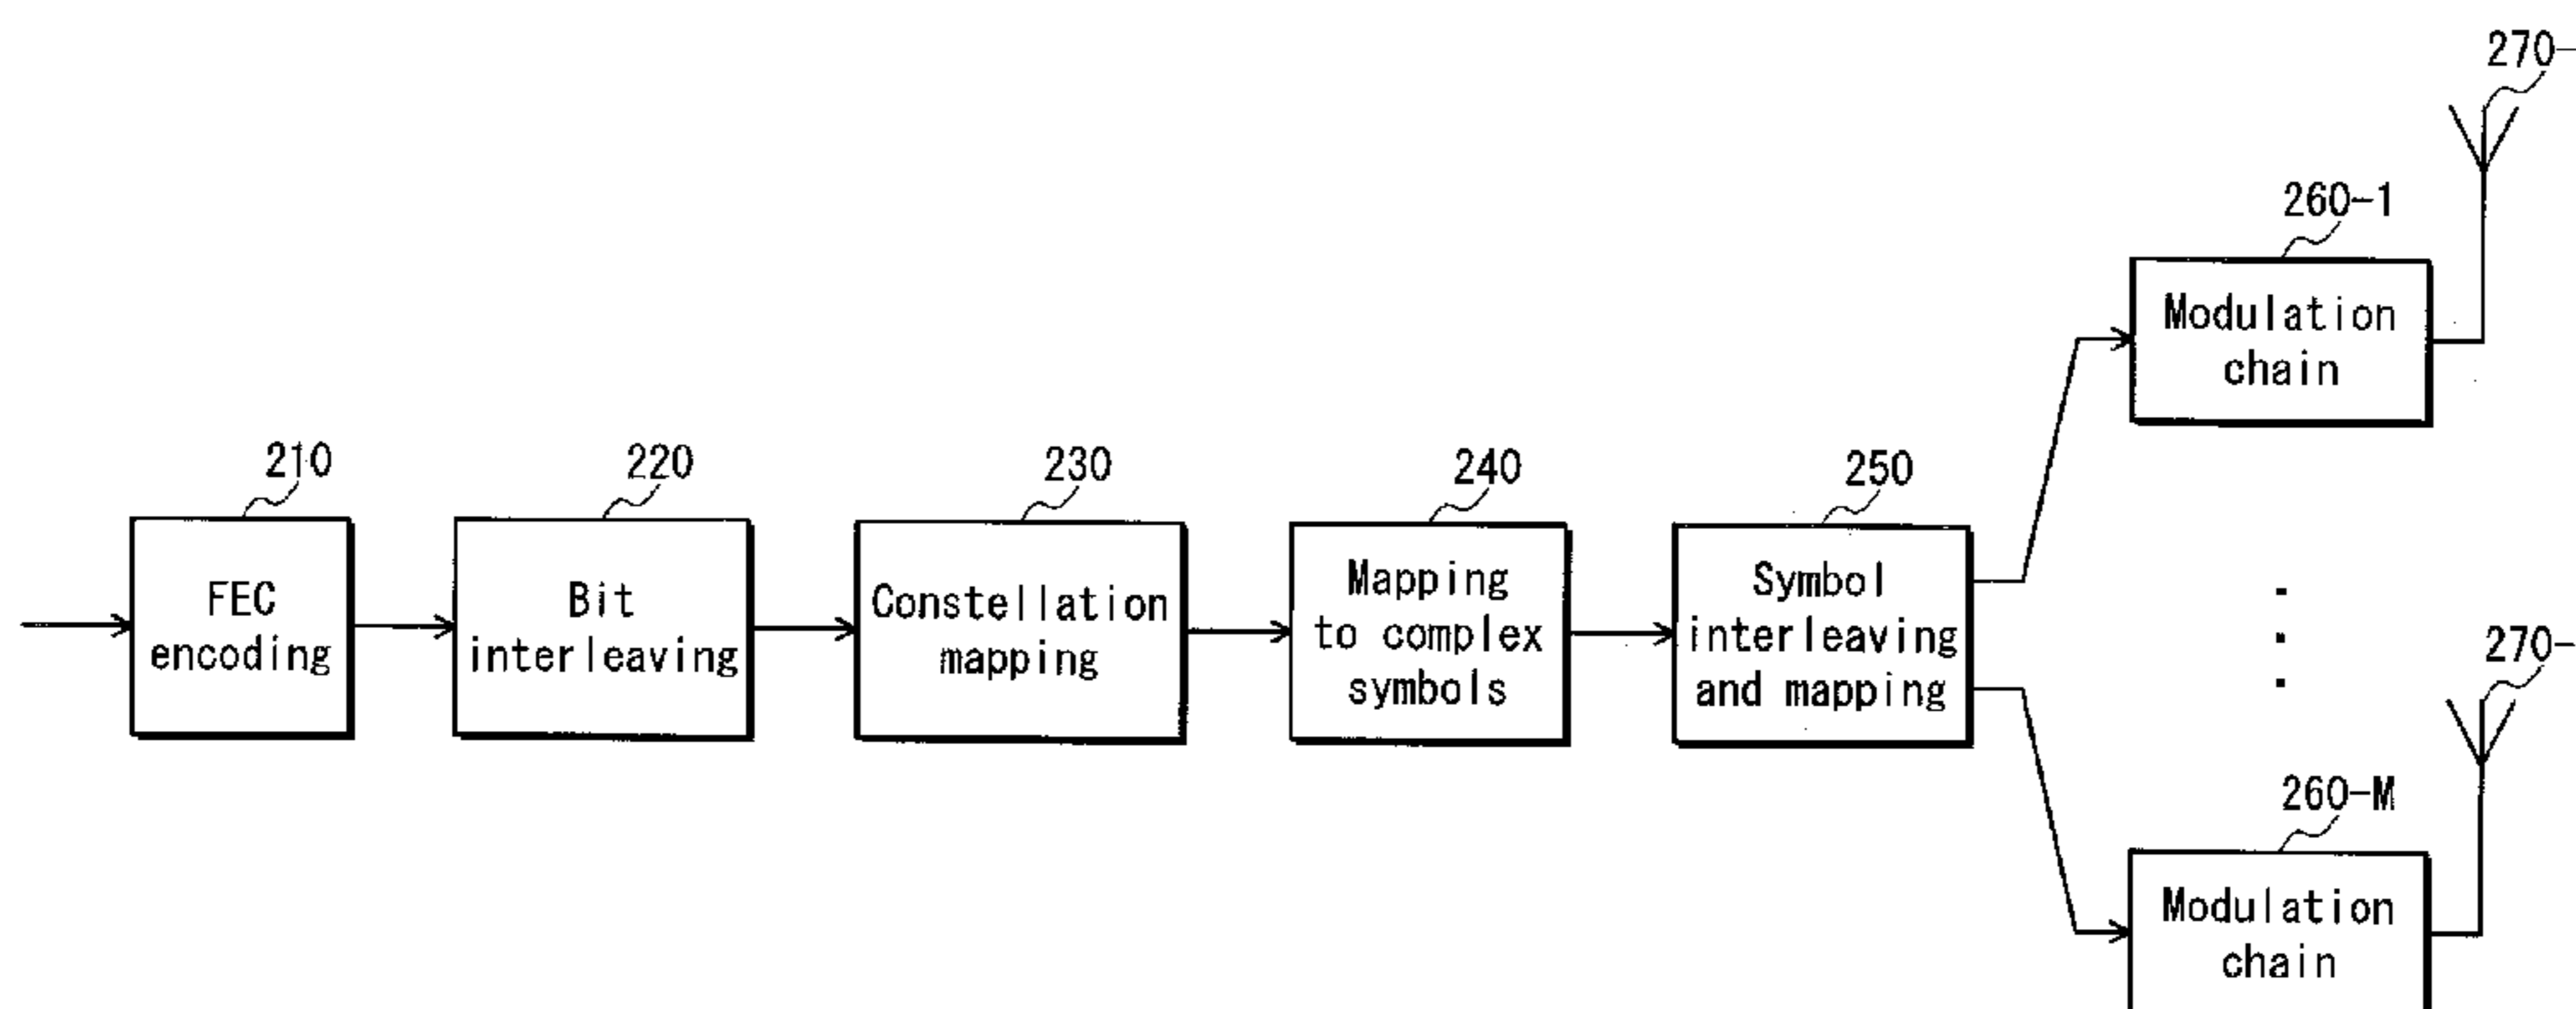 270-
260-1
Modulation
chain
210
220
230
240
250
FEC
encoding
Bit
interleaving
Constellation
mapping
Mapping
to complex
symbols
Symbol
interleaving
and mapping
270-
260-M
Modulation
chain